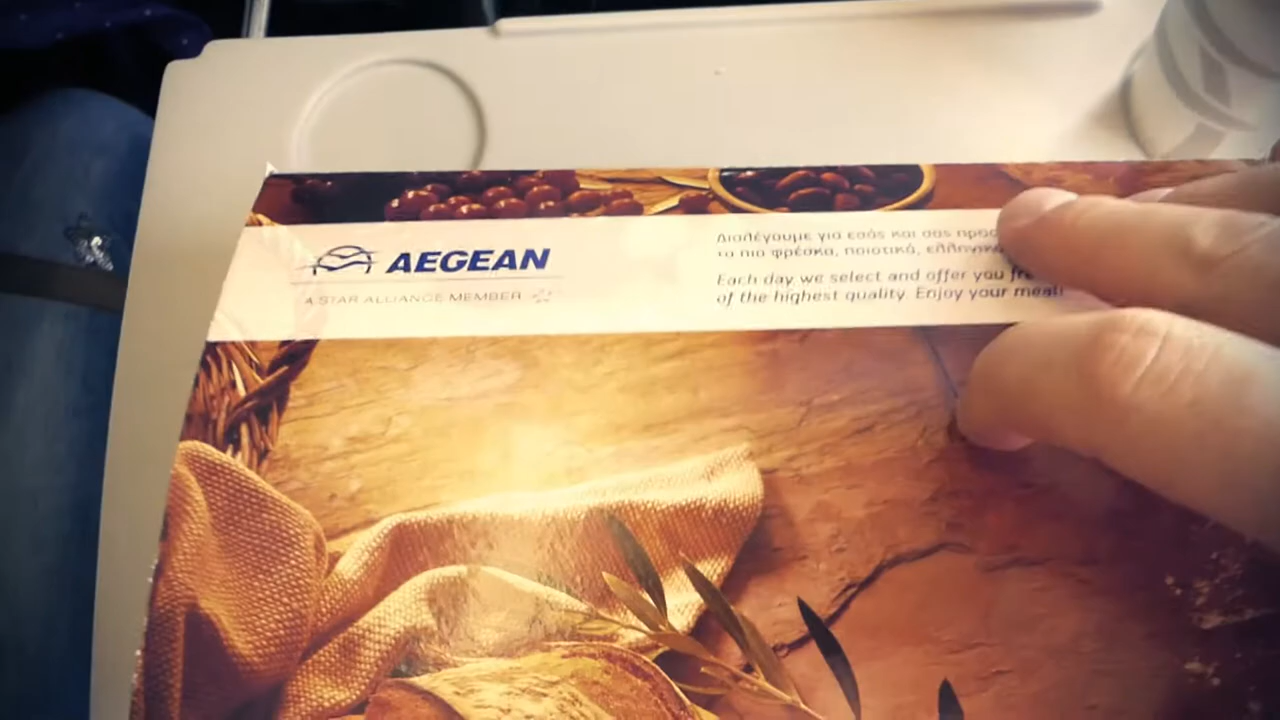 AEGEAN
A STAR ALLIANCE MEMBER
Διαλέγουμε για εσάς και σας
το πιο φρέσκα, ποιοτικά,
Each day we select and offer you
of the highest quality. Enjoy your meal!